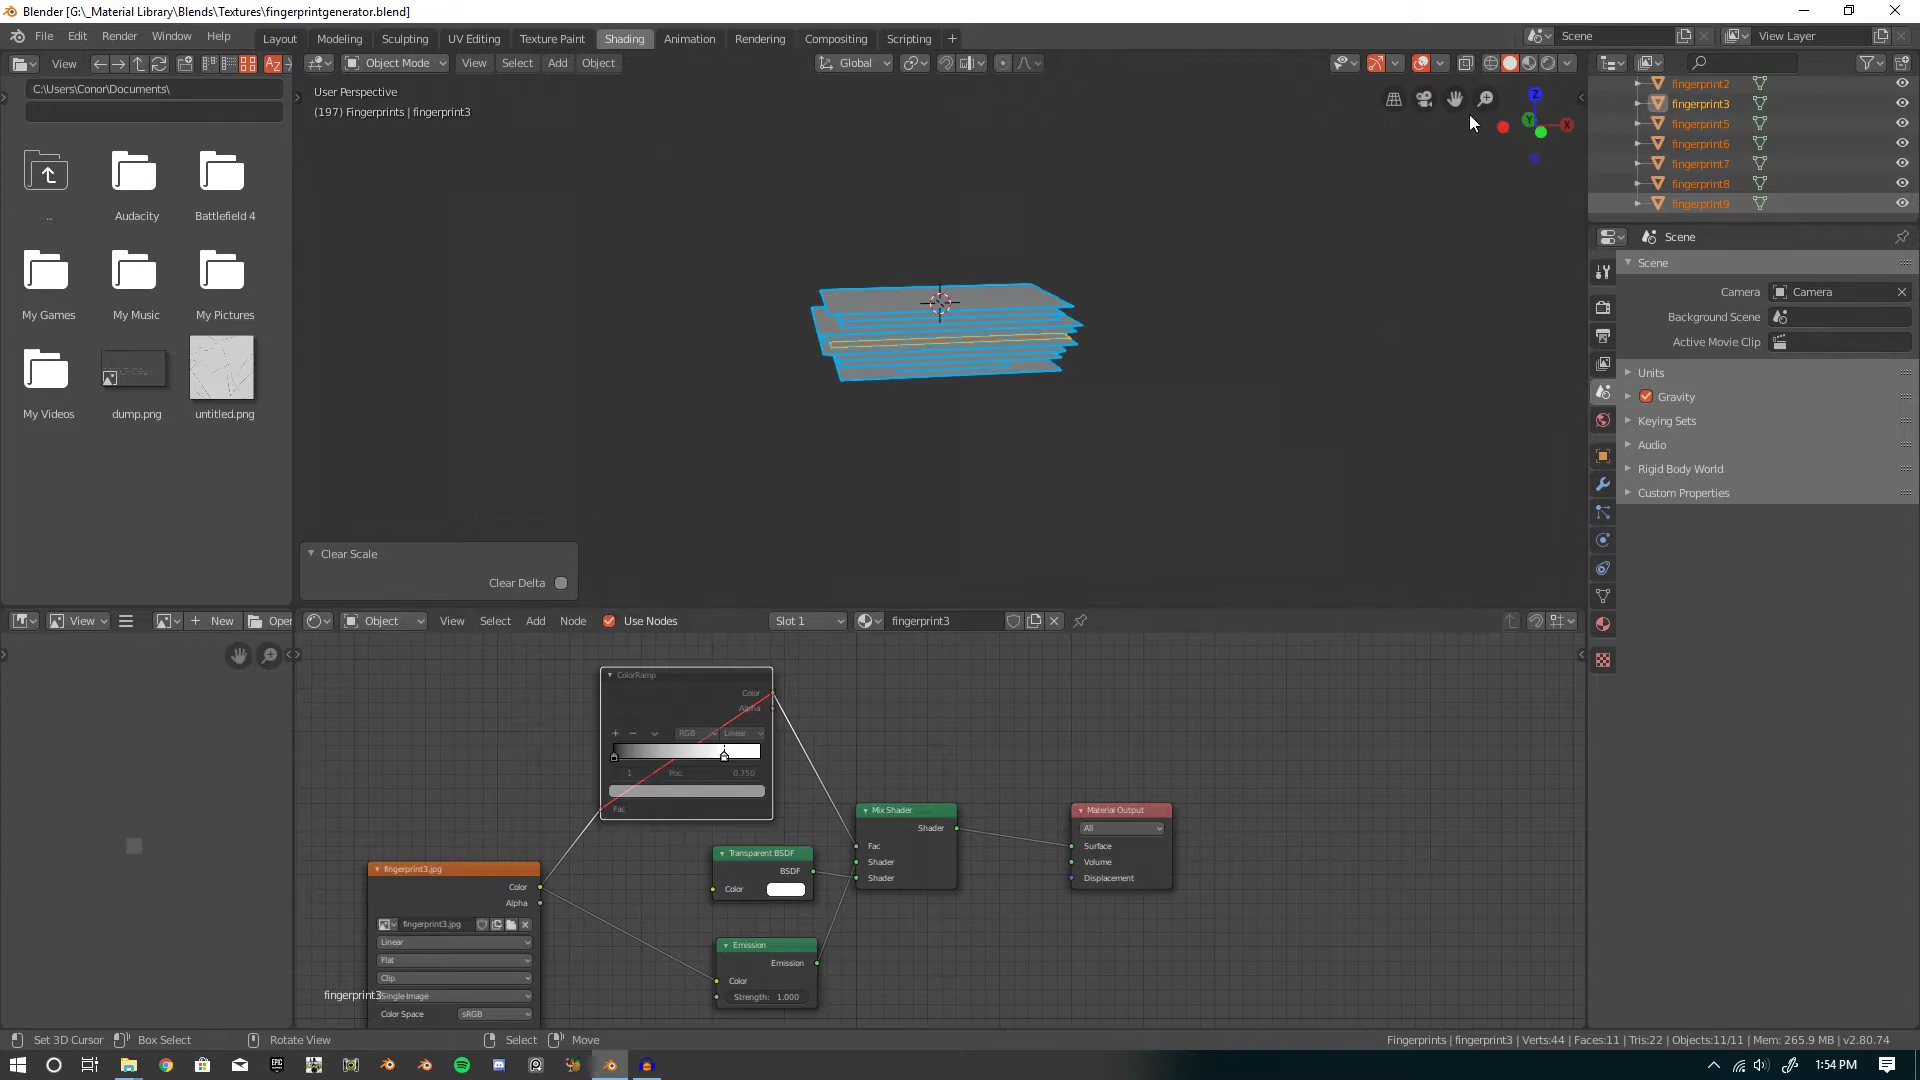 Blender [G:\_Material Library\Blends\Textures\fingerprintgenerator.blend]
File Edit Render Window Help
Layout Modeling Sculpting UV Editing Texture Paint Shading Animation Rendering Compositing Scripting +
Scene
View Layer
View
C:\Users\Conor\Documents\
..
Audacity
Battlefield 4
My Games
My Music
My Pictures
My Videos
dump.png
untitled.png
Object Mode View Select Add Object
Global
User Perspective
(197) Fingerprints | fingerprint3
Z
Y
X
Clear Scale
Clear Delta
fingerprint2
fingerprint3
fingerprint5
fingerprint6
fingerprint7
fingerprint8
fingerprint9
Scene
Scene
Camera Camera
Background Scene
Active Movie Clip
Units
Gravity
Keying Sets
Audio
Rigid Body World
Custom Properties
View
New
Open
Object View Select Add Node Use Nodes Slot 1 fingerprint3
ColorRamp
Color
Alpha
RGB Linear
1 Pos: 0.750
Fac
fingerprint3.jpg
Color
Alpha
fingerprint3.jpg
Linear
Flat
Clip
Single Image
Color Space sRGB
Transparent BSDF
BSDF
Color
Emission
Emission
Color
Strength: 1.000
Mix Shader
Shader
Fac
Shader
Shader
Material Output
All
Surface
Volume
Displacement
fingerprint3
Set 3D Cursor Box Select Rotate View Select Move
Fingerprints | fingerprint3 | Verts:44 | Faces:11 | Tris:22 | Objects:11/11 | Mem: 265.9 MB | v2.80.74
1:54 PM